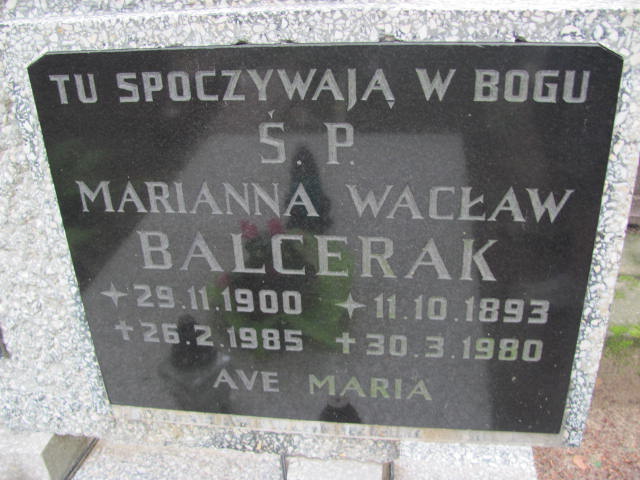 TU SPOCZYWAJĄ W BOGU
Ś. P.
MARIANNA WACŁAW
BALCERAK
✦ 29.11.1900 ✦ 11.10.1893
✝ 26.2.1985 ✝ 30.3.1980
AVE MARIA